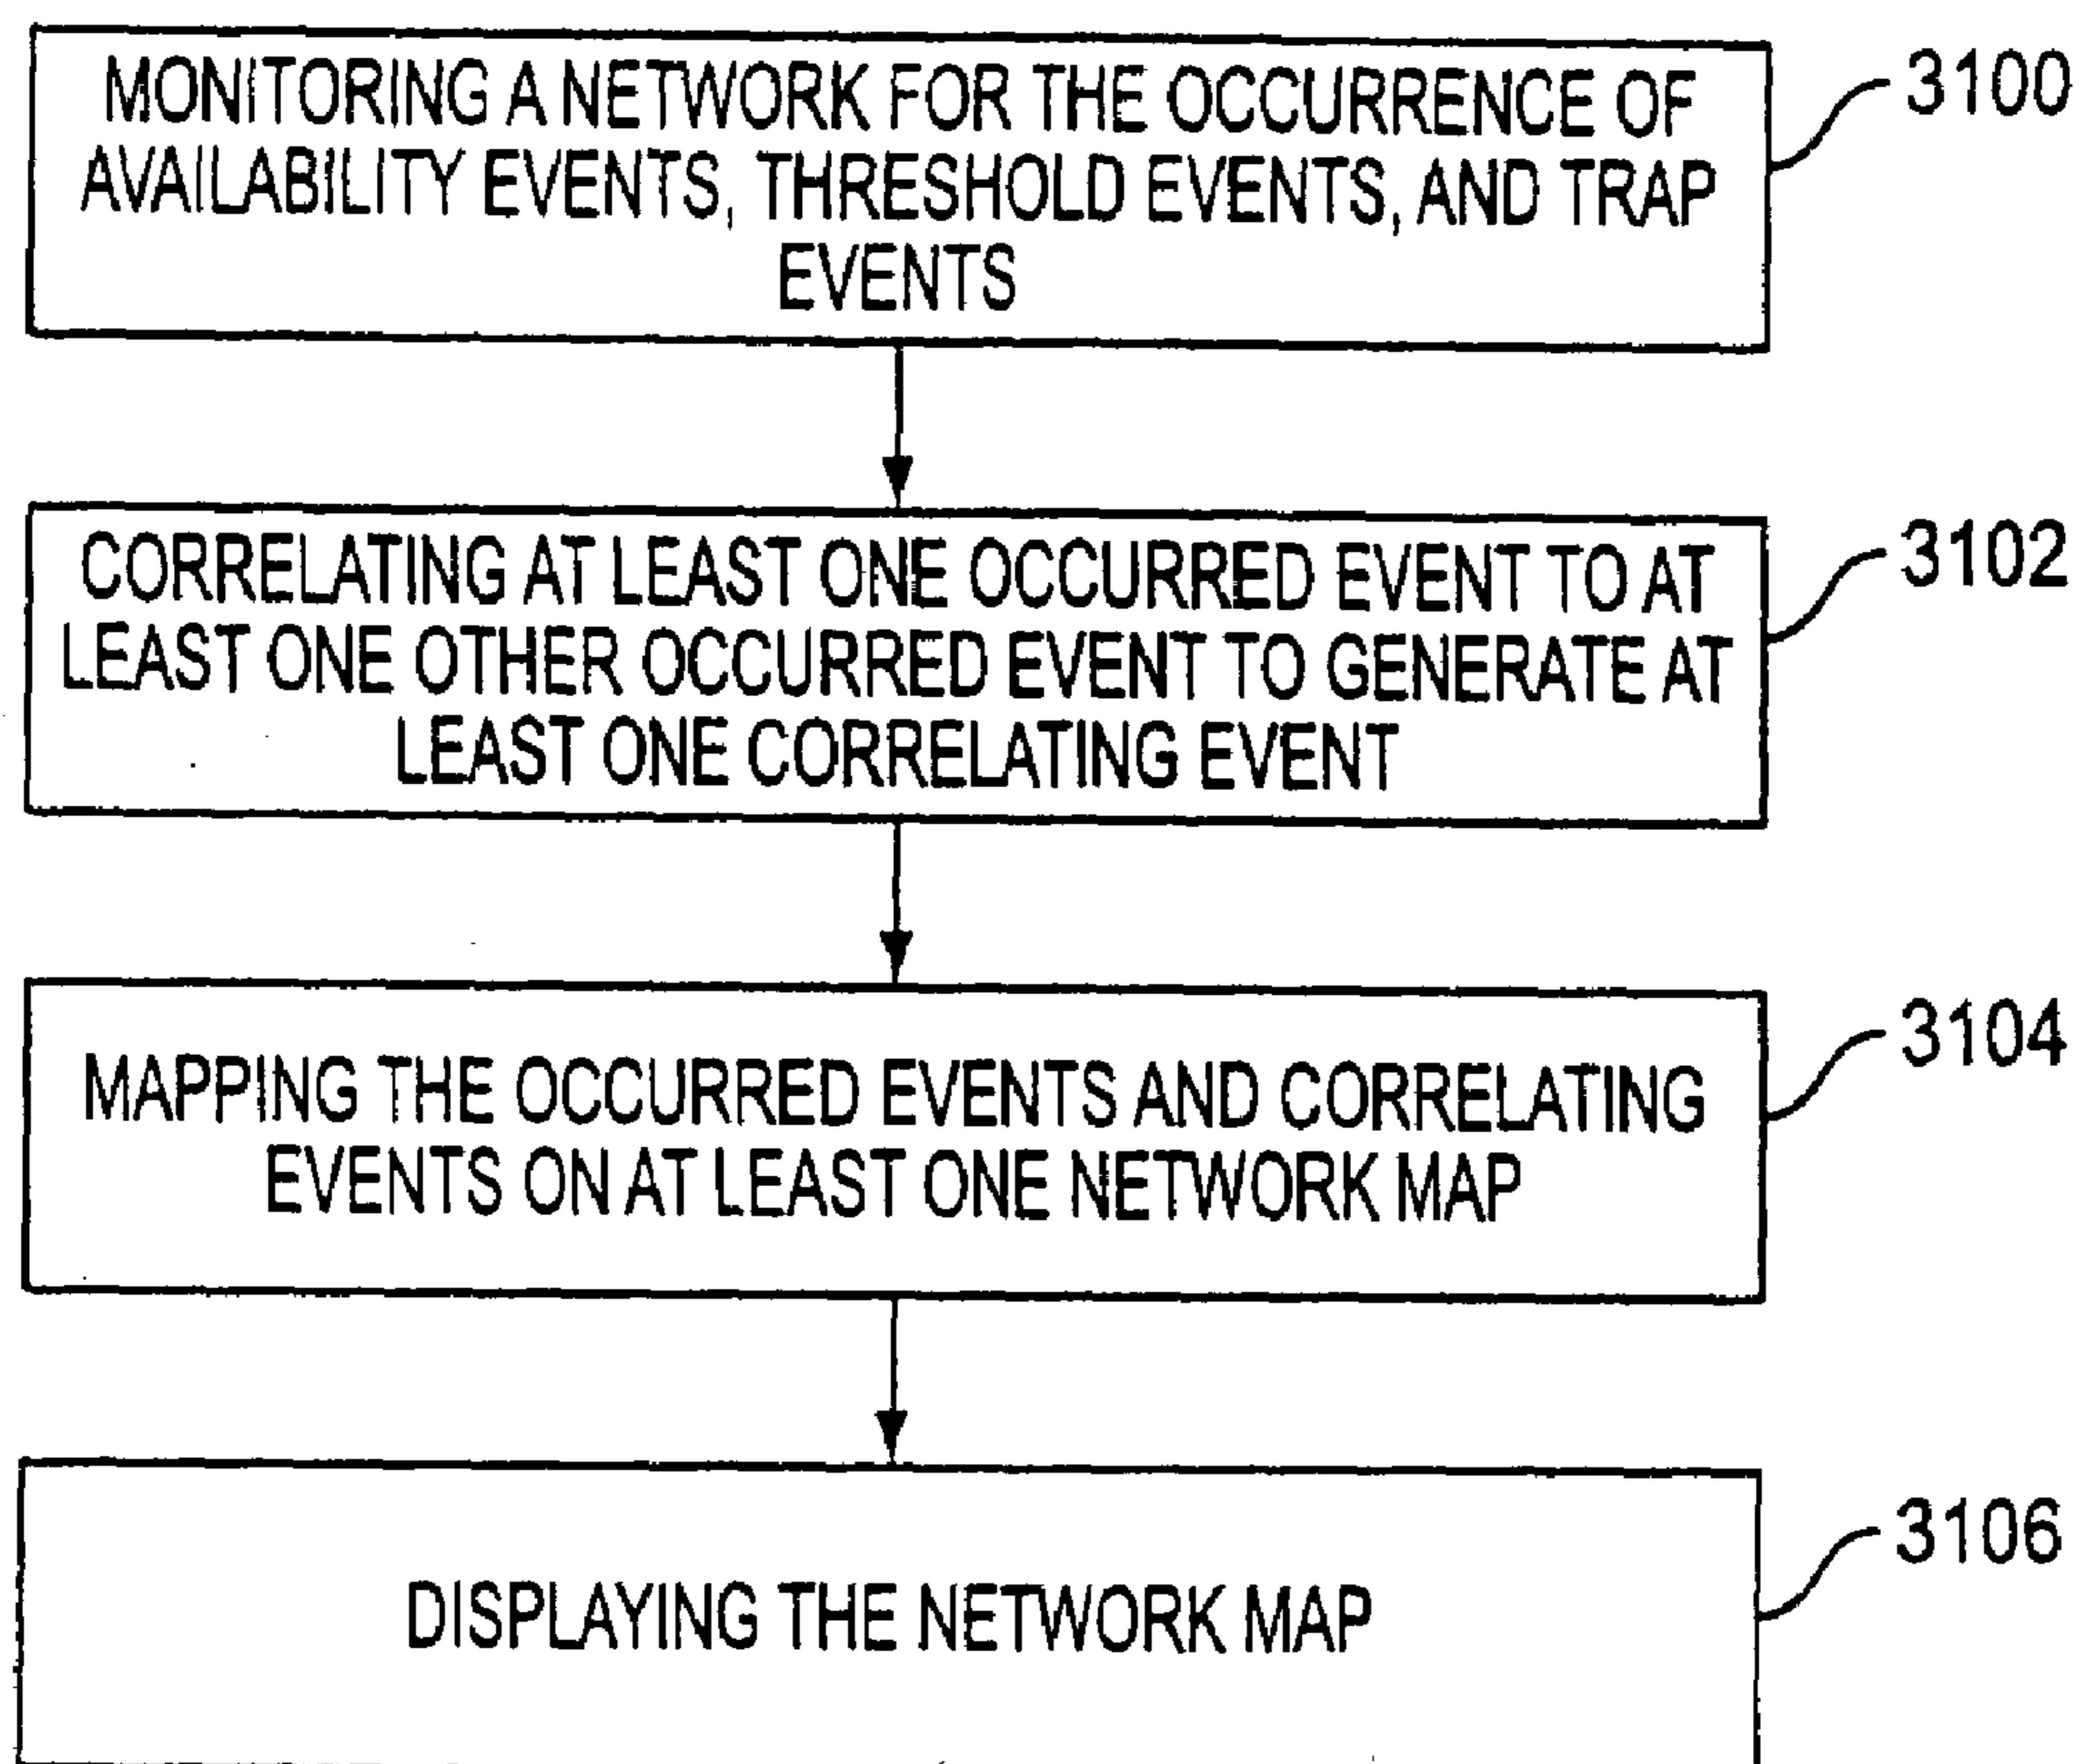 MONITORING A NETWORK FOR THE OCCURRENCE OF
AVAILABILITY EVENTS, THRESHOLD EVENTS, AND TRAP
EVENTS
3100
CORRELATING AT LEAST ONE OCCURRED EVENT TO AT
LEAST ONE OTHER OCCURRED EVENT TO GENERATE AT
LEAST ONE CORRELATING EVENT
3102
MAPPING THE OCCURRED EVENTS AND CORRELATING
EVENTS ON AT LEAST ONE NETWORK MAP
3104
DISPLAYING THE NETWORK MAP
3106